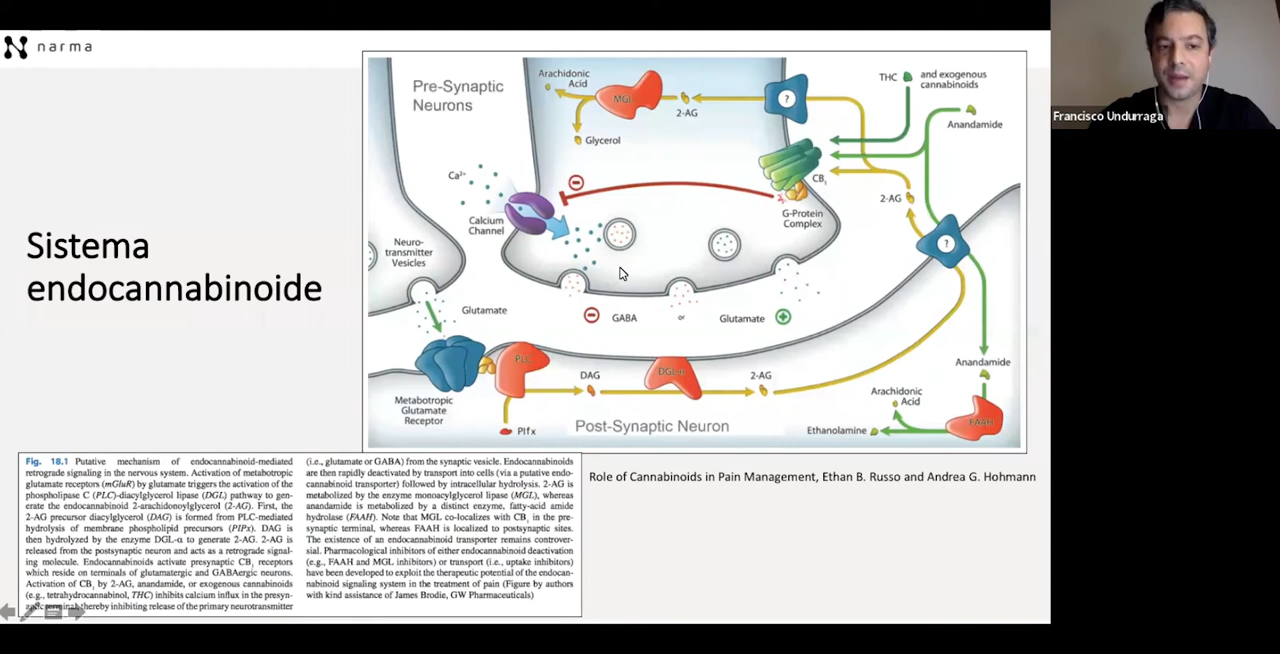 narma
Francisco Undurraga
Sistema
endocannabinoide
Pre-Synaptic
Neurons
Arachidonic
Acid
MGL
2-AG
?
Glycerol
THC
and exogenous
cannabinoids
Anandamide
CB1
2-AG
G-Protein
Complex
Ca2+
Calcium
Channel
Neuro-
transmitter
Vesicles
?
Glutamate
GABA
or
Glutamate
PLC
DAG
DGL-α
2-AG
Metabotropic
Glutamate
Receptor
PIfx
Post-Synaptic Neuron
Anandamide
Arachidonic
Acid
Ethanolamine
FAAH
Fig. 18.1 Putative mechanism of endocannabinoid-mediated
retrograde signaling in the nervous system. Activation of metabotropic
glutamate receptors (mGluR) by glutamate triggers the activation of the
phospholipase C (PLC)-diacylglycerol lipase (DGL) pathway to gen-
erate the endocannabinoid 2-arachidonoylglycerol (2-AG). First, the
2-AG precursor diacylglycerol (DAG) is formed from PLC-mediated
hydrolysis of membrane phospholipid precursors (PIPx). DAG is
then hydrolyzed by the enzyme DGL-α to generate 2-AG. 2-AG is
released from the postsynaptic neuron and acts as a retrograde signal-
ing molecule. Endocannabinoids activate presynaptic CB1 receptors
which reside on terminals of glutamatergic and GABAergic neurons.
Activation of CB1 by 2-AG, anandamide, or exogenous cannabinoids
(e.g., tetrahydrocannabinol, THC) inhibits calcium influx in the presyn-
aptic terminal, thereby inhibiting release of the primary neurotransmitter
(i.e., glutamate or GABA) from the synaptic vesicle. Endocannabinoids
are then rapidly deactivated by transport into cells (via a putative endo-
cannabinoid transporter) followed by intracellular hydrolysis. 2-AG is
metabolized by the enzyme monoacylglycerol lipase (MGL), whereas
anandamide is metabolized by a distinct enzyme, fatty-acid amide
hydrolase (FAAH). Note that MGL co-localizes with CB1 in the pre-
synaptic terminal, whereas FAAH is localized to postsynaptic sites.
The existence of an endocannabinoid transporter remains controver-
sial. Pharmacological inhibitors of either endocannabinoid deactivation
(e.g., FAAH and MGL inhibitors) or transport (i.e., uptake inhibitors)
have been developed to exploit the therapeutic potential of the endocan-
nabinoid signaling system in the treatment of pain (Figure by authors
with kind assistance of James Brodie, GW Pharmaceuticals)
Role of Cannabinoids in Pain Management, Ethan B. Russo and Andrea G. Hohmann